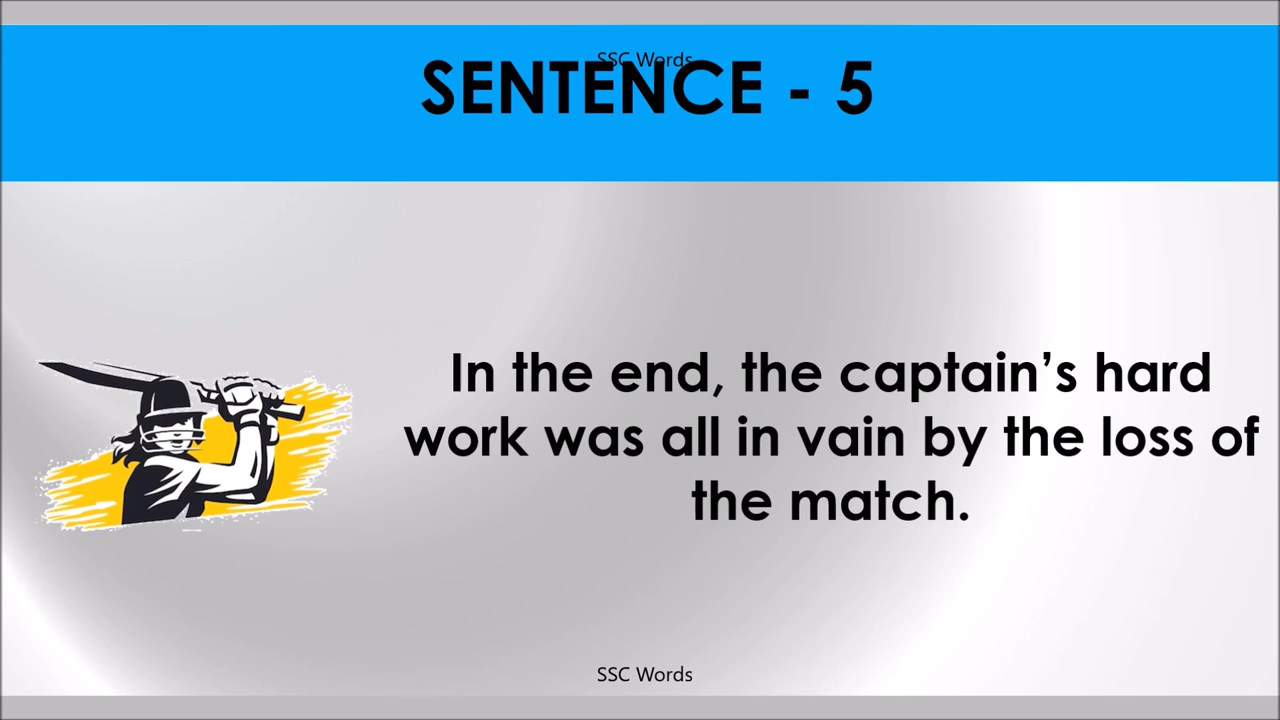 SSC Words
SENTENCE - 5
In the end, the captain’s hard
work was all in vain by the loss of
the match.
SSC Words